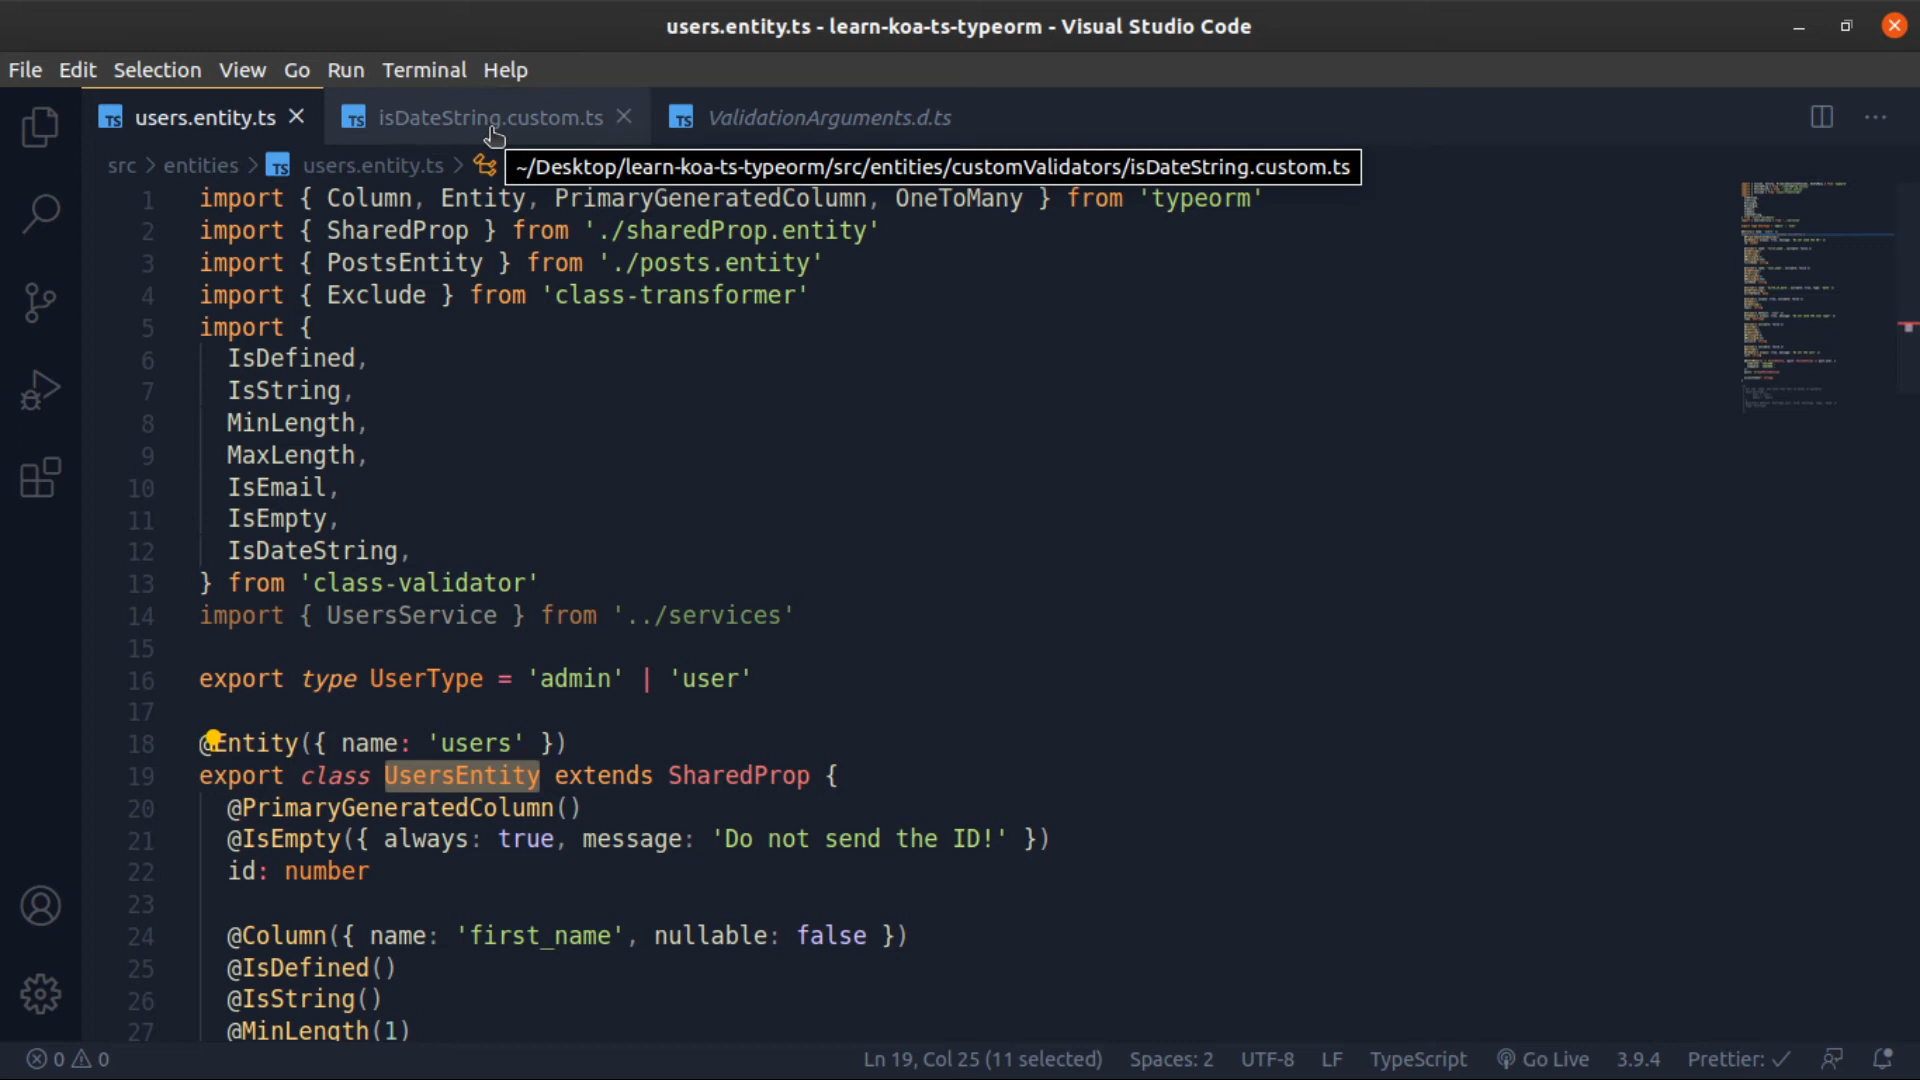 users.entity.ts - learn-koa-ts-typeorm - Visual Studio Code
File Edit Selection View Go Run Terminal Help
TS users.entity.ts TS isDateString.custom.ts TS ValidationArguments.d.ts
src > entities > TS users.entity.ts >
~/Desktop/learn-koa-ts-typeorm/src/entities/customValidators/isDateString.custom.ts
1 import { Column, Entity, PrimaryGeneratedColumn, OneToMany } from 'typeorm'
2 import { SharedProp } from './sharedProp.entity'
3 import { PostsEntity } from './posts.entity'
4 import { Exclude } from 'class-transformer'
5 import {
6 IsDefined,
7 IsString,
8 MinLength,
9 MaxLength,
10 IsEmail,
11 IsEmpty,
12 IsDateString,
13 } from 'class-validator'
14 import { UsersService } from '../services'
15
16 export type UserType = 'admin' | 'user'
17
18 @Entity({ name: 'users' })
19 export class UsersEntity extends SharedProp {
20 @PrimaryGeneratedColumn()
21 @IsEmpty({ always: true, message: 'Do not send the ID!' })
22 id: number
23
24 @Column({ name: 'first_name', nullable: false })
25 @IsDefined()
26 @IsString()
27 @MinLength(1)
0 0 Ln 19, Col 25 (11 selected) Spaces: 2 UTF-8 LF TypeScript Go Live 3.9.4 Prettier: ✓